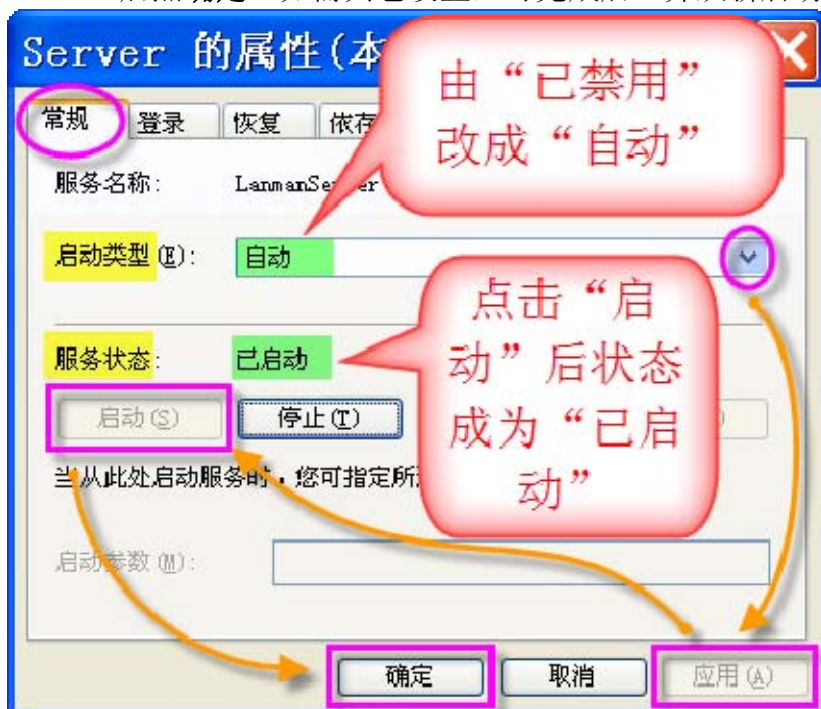 Server 的属性(本
由“已禁用”
改成“自动”
常规 登录 恢复 依存
服务名称: LanmanServer
启动类型(E): 自动
点击“启
动”后状态
成为“已启
动”
服务状态: 已启动
启动(S) 停止(T)
当从此处启动服务时，您可指定所
启动参数(M):
确定 取消 应用(A)